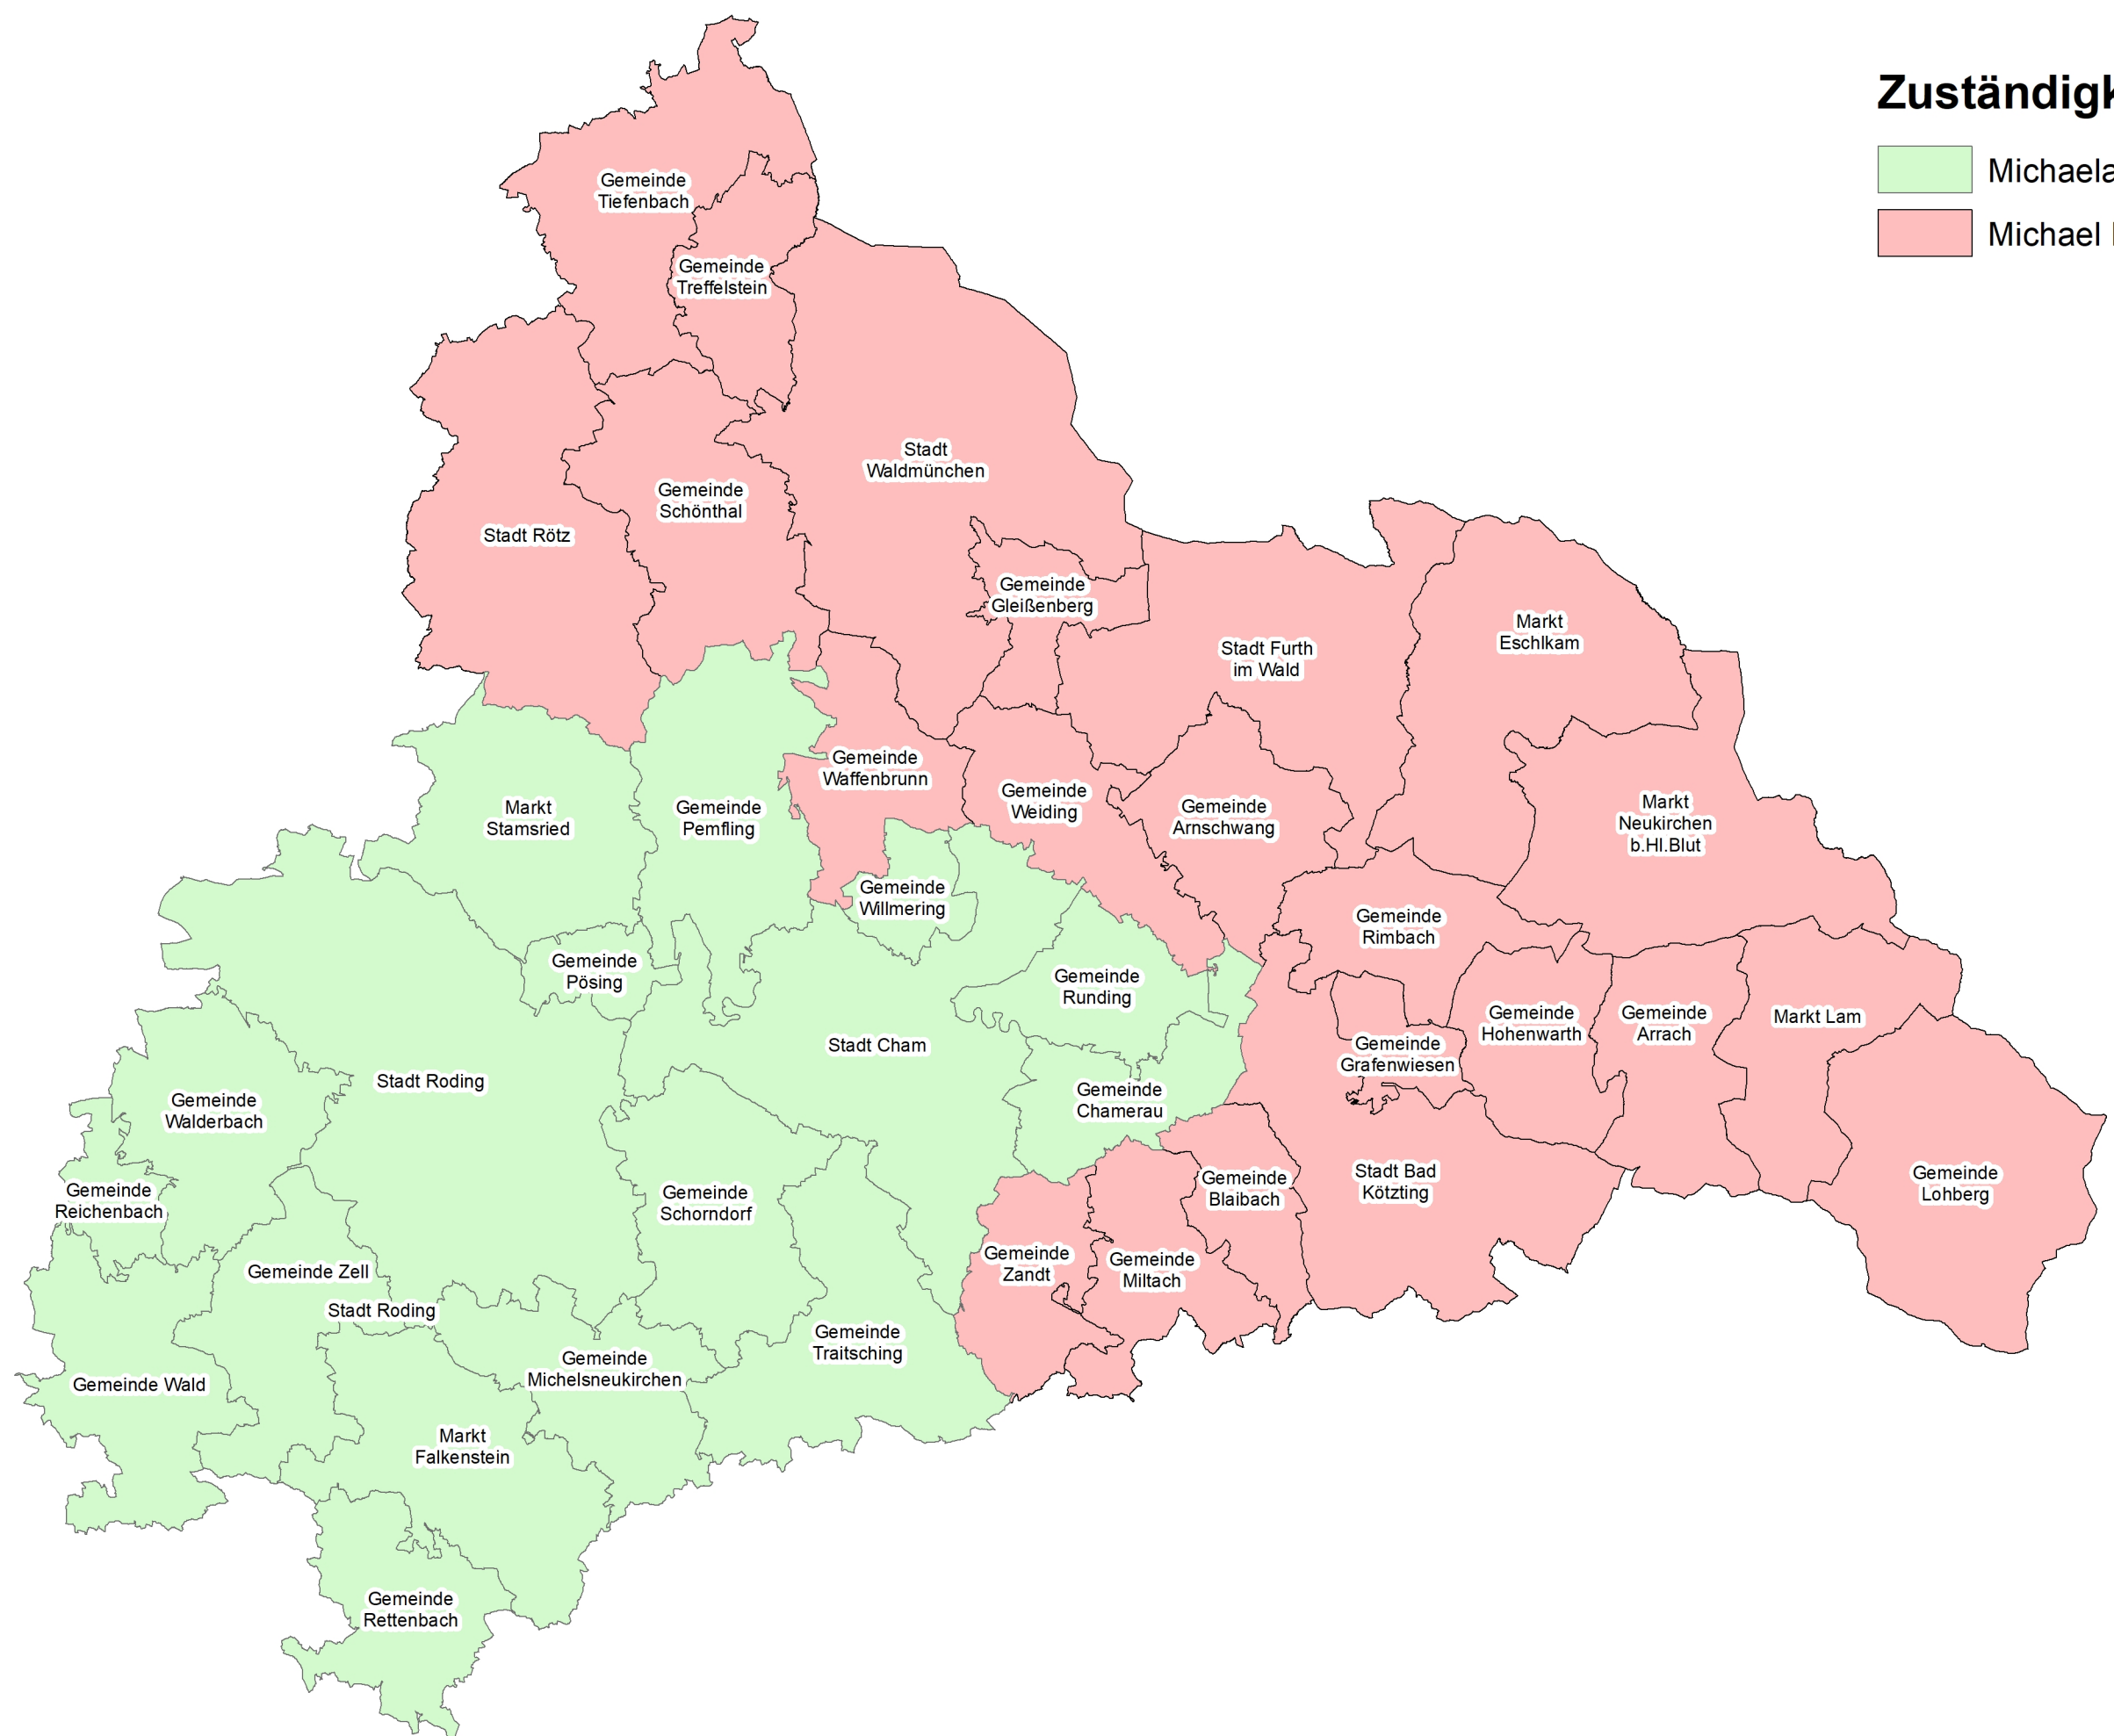 Zuständigk
Michaela
Michael
Gemeinde
Tiefenbach
Gemeinde
Treffelstein
Stadt
Waldmünchen
Gemeinde
Schönthal
Stadt Rötz
Gemeinde
Gleißenberg
Stadt Furth
im Wald
Markt
Eschlkam
Gemeinde
Waffenbrunn
Gemeinde
Weiding
Gemeinde
Arnschwang
Markt
Neukirchen
b.Hl.Blut
Markt
Stamsried
Gemeinde
Pemfling
Gemeinde
Willmering
Gemeinde
Rimbach
Gemeinde
Pösing
Gemeinde
Runding
Gemeinde
Hohenwarth
Gemeinde
Arrach
Markt Lam
Stadt Cham
Gemeinde
Grafenwiesen
Stadt Roding
Gemeinde
Walderbach
Gemeinde
Chamerau
Gemeinde
Reichenbach
Gemeinde
Schorndorf
Gemeinde
Blaibach
Stadt Bad
Kötzting
Gemeinde
Lohberg
Gemeinde Zell
Gemeinde
Zandt
Gemeinde
Miltach
Stadt Roding
Gemeinde
Traitsching
Gemeinde
Michelsneukirchen
Gemeinde Wald
Markt
Falkenstein
Gemeinde
Rettenbach